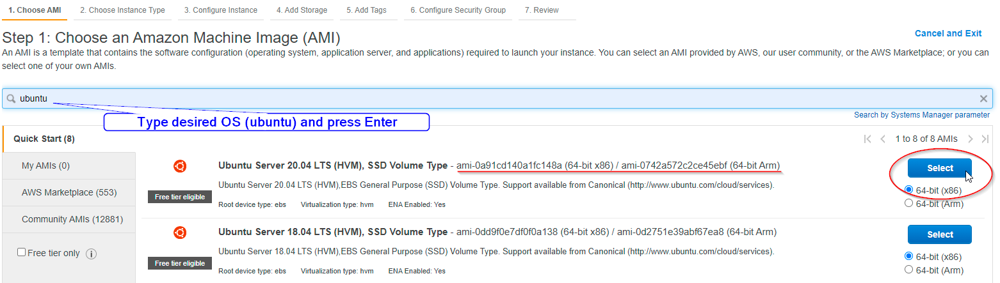 1. Choose AMI 2. Choose Instance Type 3. Configure Instance 4. Add Storage 5. Add Tags 6. Configure Security Group 7. Review
Step 1: Choose an Amazon Machine Image (AMI)
Cancel and Exit
An AMI is a template that contains the software configuration (operating system, application server, and applications) required to launch your instance. You can select an AMI provided by AWS, our user community, or the AWS Marketplace; or you can
select one of your own AMIs.
ubuntu
Type desired OS (ubuntu) and press Enter
Search by Systems Manager parameter
Quick Start (8)
1 to 8 of 8 AMIs
My AMIs (0)
AWS Marketplace (553)
Community AMIs (12881)
Free tier only
Ubuntu Server 20.04 LTS (HVM), SSD Volume Type - ami-0a91cd140a1fc148a (64-bit x86) / ami-0742a572c2ce45ebf (64-bit Arm)
Ubuntu Server 20.04 LTS (HVM),EBS General Purpose (SSD) Volume Type. Support available from Canonical (http://www.ubuntu.com/cloud/services).
Free tier eligible
Root device type: ebs Virtualization type: hvm ENA Enabled: Yes
Select
64-bit (x86)
64-bit (Arm)
Ubuntu Server 18.04 LTS (HVM), SSD Volume Type - ami-0dd9f0e7df0f0a138 (64-bit x86) / ami-0d2751e39abf67ea8 (64-bit Arm)
Ubuntu Server 18.04 LTS (HVM),EBS General Purpose (SSD) Volume Type. Support available from Canonical (http://www.ubuntu.com/cloud/services).
Free tier eligible
Root device type: ebs Virtualization type: hvm ENA Enabled: Yes
Select
64-bit (x86)
64-bit (Arm)